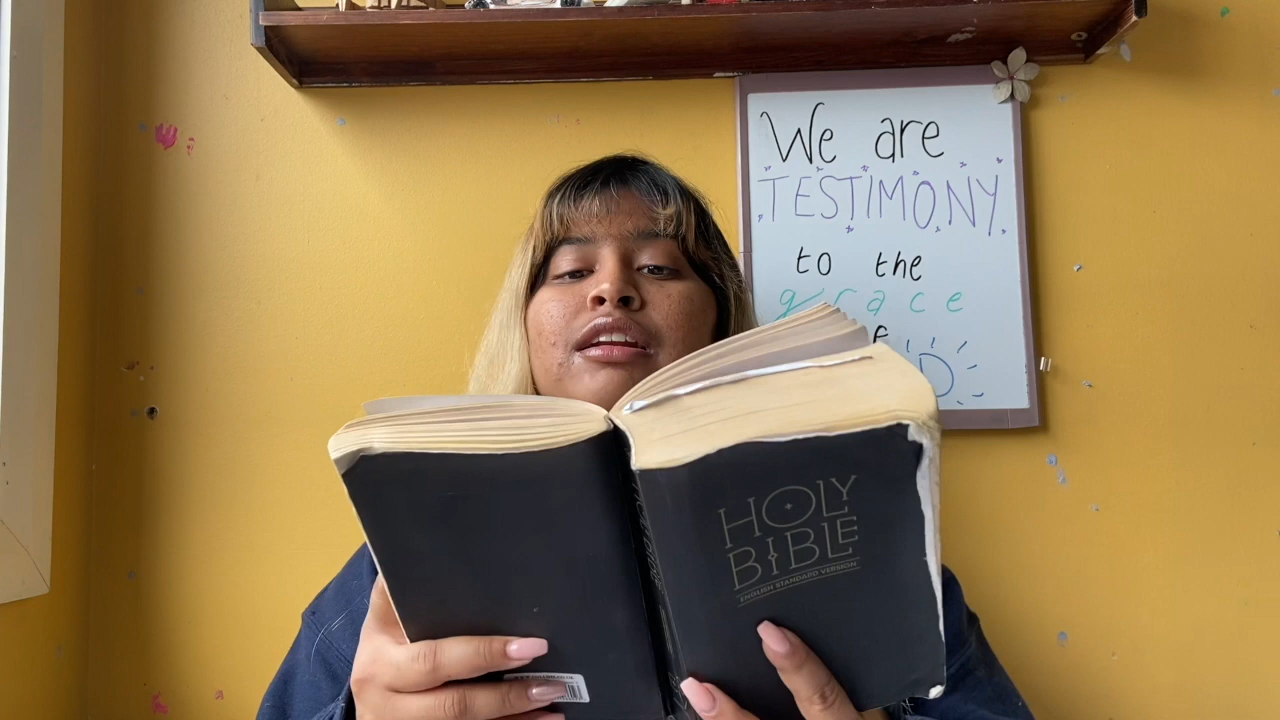 We are
TESTIMONY
to the
grace
HOLY
BIBLE
ENGLISH STANDARD VERSION